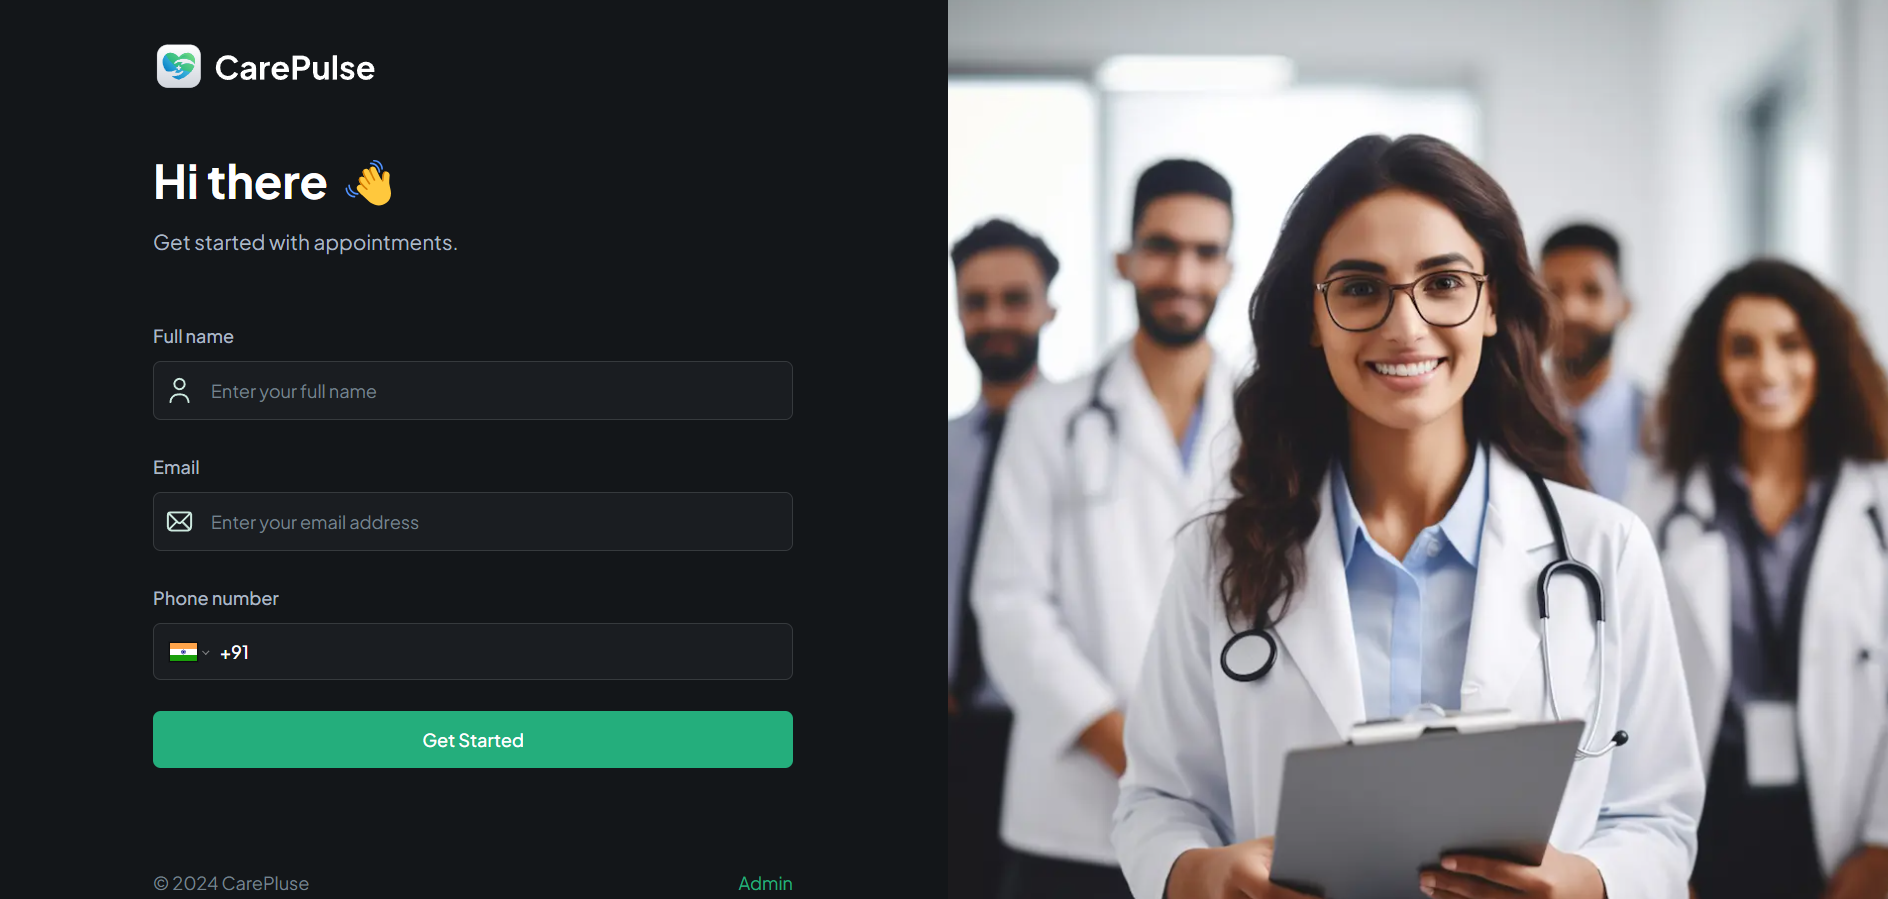 CarePulse
Hi there 👋
Get started with appointments.
Full name
Enter your full name
Email
Enter your email address
Phone number
+91
Get Started
© 2024 CarePluse
Admin